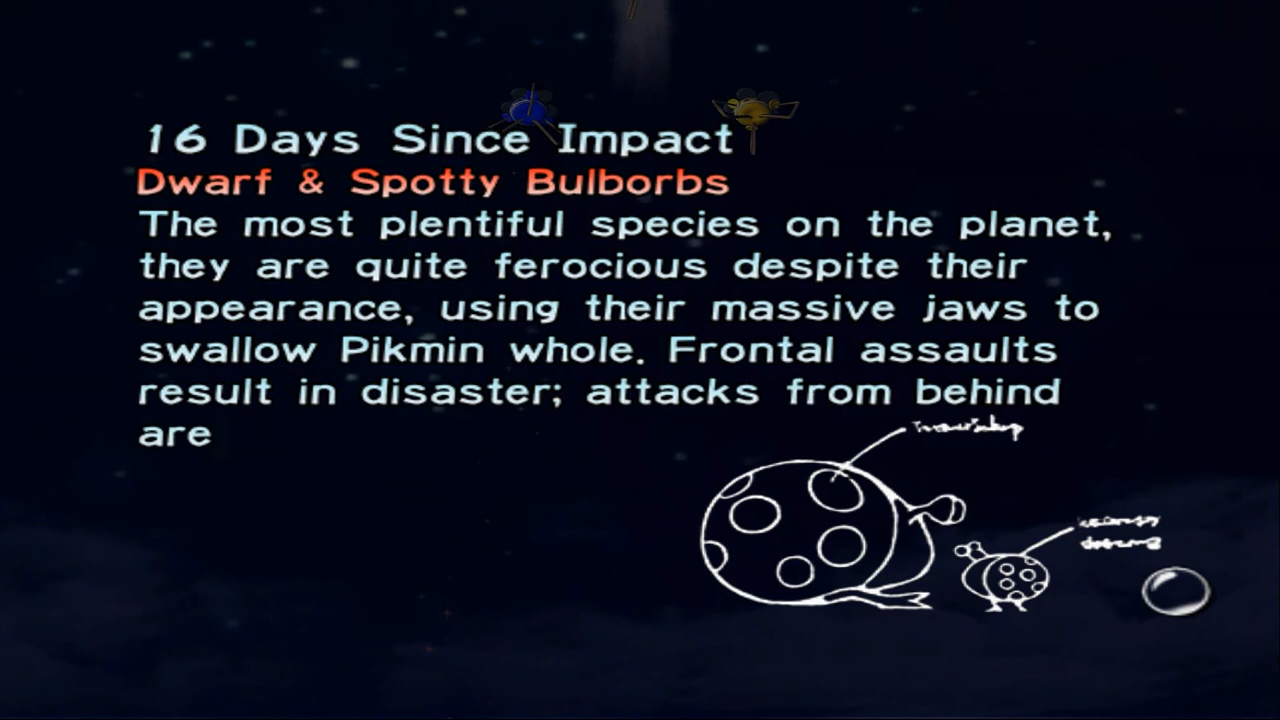 16 Days Since Impact
Dwarf & Spotty Bulborbs
The most plentiful species on the planet,
they are quite ferocious despite their
appearance, using their massive jaws to
swallow Pikmin whole. Frontal assaults
result in disaster; attacks from behind
are